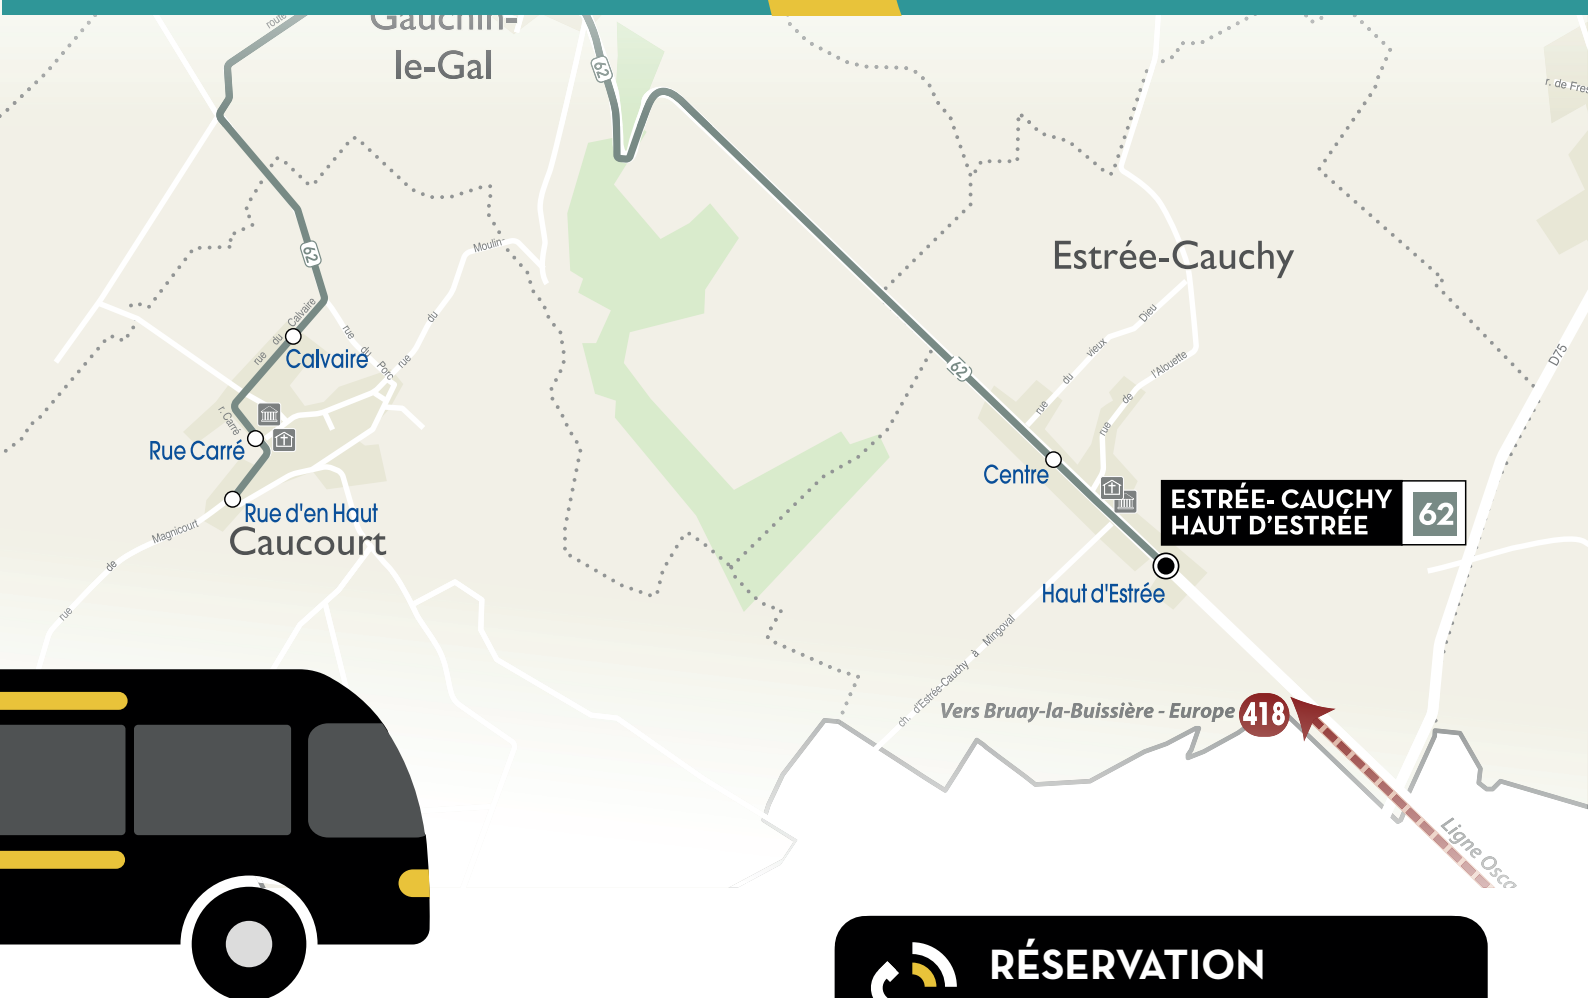 Gauchin-
le-Gal
route
62
r. de Fres
62
Estrée-Cauchy
Moulin
du
rue
rue du Calvaire
rue du Porc
Calvaire
r. Carré
Rue Carré
Rue d'en Haut
Caucourt
rue de Magnicourt
62
rue du vieux Dieu
rue de l'Alouette
D75
Centre
ESTRÉE- CAUCHY
HAUT D'ESTRÉE
62
Haut d'Estrée
ch. d'Estrée-Cauchy à Mingoval
Vers Bruay-la-Buissière - Europe 418
Ligne Osca
RÉSERVATION